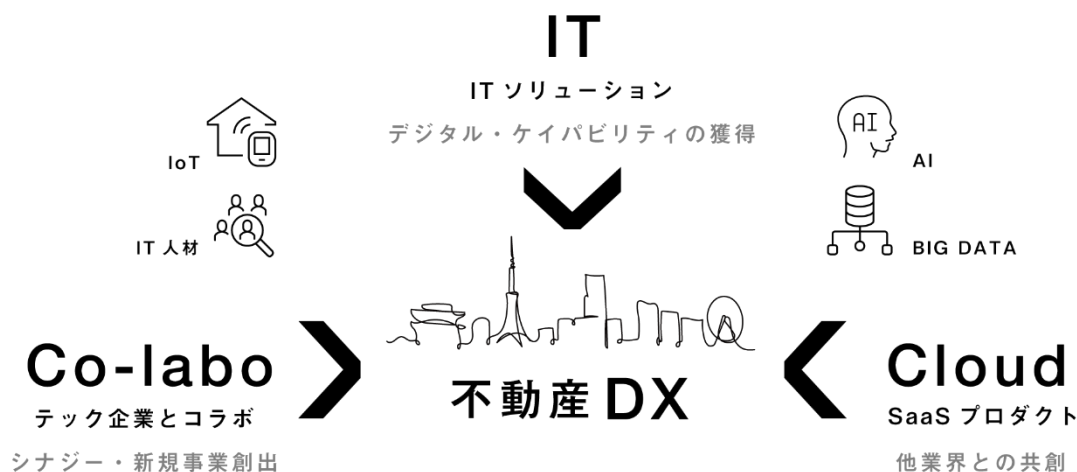 IT
IT ソリューション
デジタル・ケイパビリティの獲得
IoT
AI
AI
IT 人材
BIG DATA
Co-labo
テック企業とコラボ
シナジー・新規事業創出
不動産 DX
Cloud
SaaS プロダクト
他業界との共創